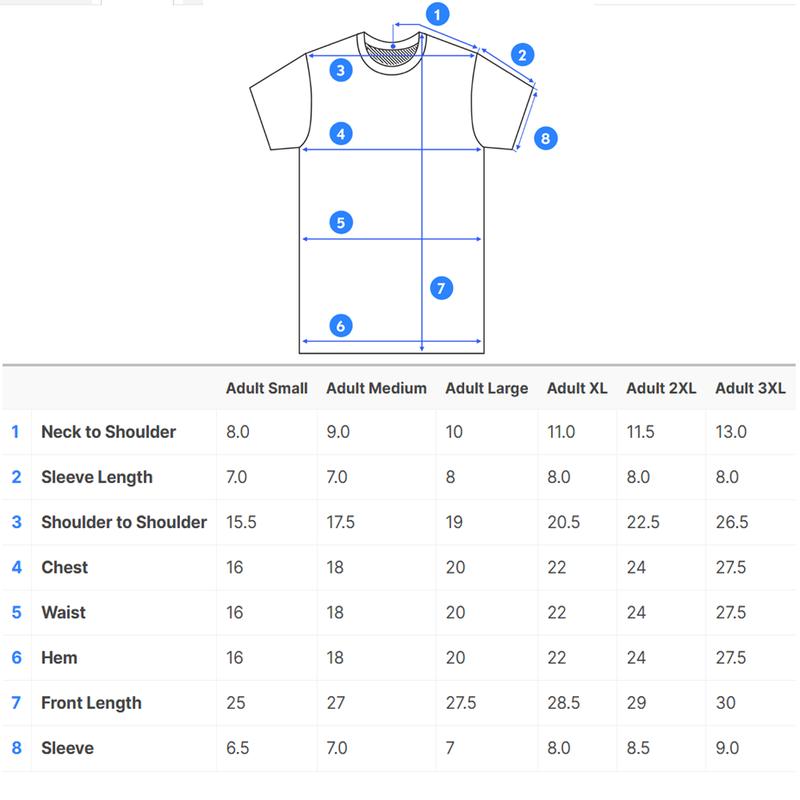 1
2
3
4
8
5
7
6
Adult Small Adult Medium Adult Large Adult XL Adult 2XL Adult 3XL
1 Neck to Shoulder 8.0 9.0 10 11.0 11.5 13.0
2 Sleeve Length 7.0 7.0 8 8.0 8.0 8.0
3 Shoulder to Shoulder 15.5 17.5 19 20.5 22.5 26.5
4 Chest 16 18 20 22 24 27.5
5 Waist 16 18 20 22 24 27.5
6 Hem 16 18 20 22 24 27.5
7 Front Length 25 27 27.5 28.5 29 30
8 Sleeve 6.5 7.0 7 8.0 8.5 9.0